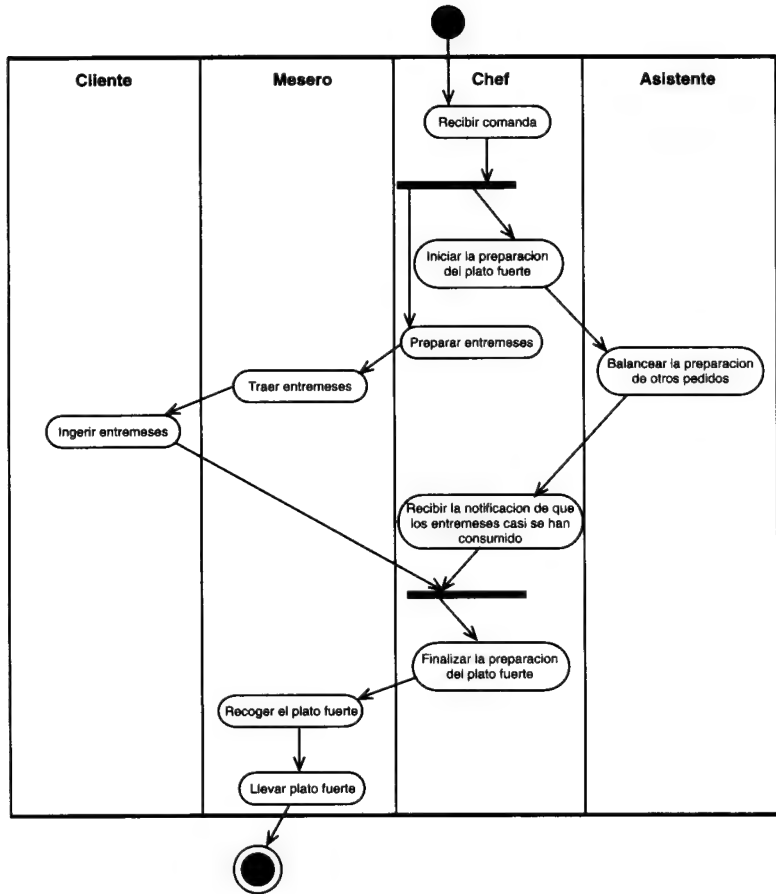 Cliente
Mesero
Chef
Asistente
Recibir comanda
Iniciar la preparacion
del plato fuerte
Preparar entremeses
Balancear la preparacion
de otros pedidos
Traer entremeses
Ingerir entremeses
Recibir la notificacion de que
los entremeses casi se han
consumido
Finalizar la preparacion
del plato fuerte
Recoger el plato fuerte
Llevar plato fuerte